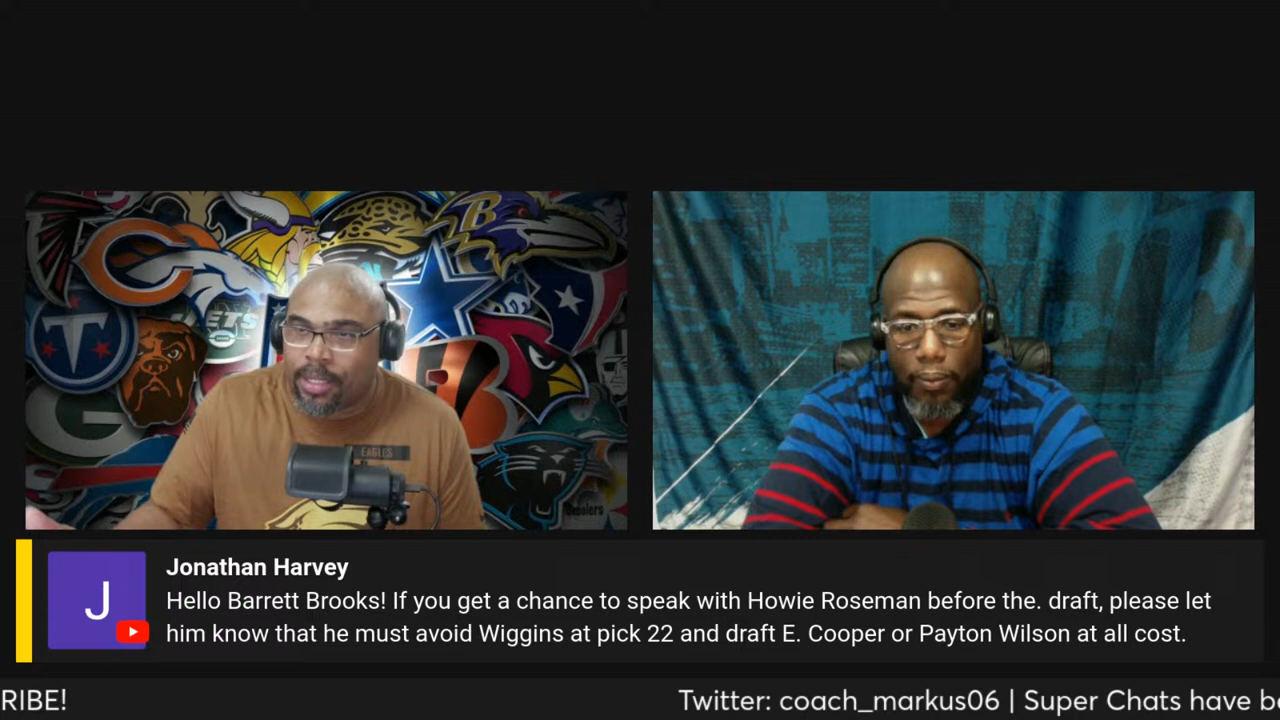 JETS
EAGLES
Steelers
J
Jonathan Harvey
Hello Barrett Brooks! If you get a chance to speak with Howie Roseman before the. draft, please let
him know that he must avoid Wiggins at pick 22 and draft E. Cooper or Payton Wilson at all cost.
RIBE!
Twitter: coach_markus06 | Super Chats have b